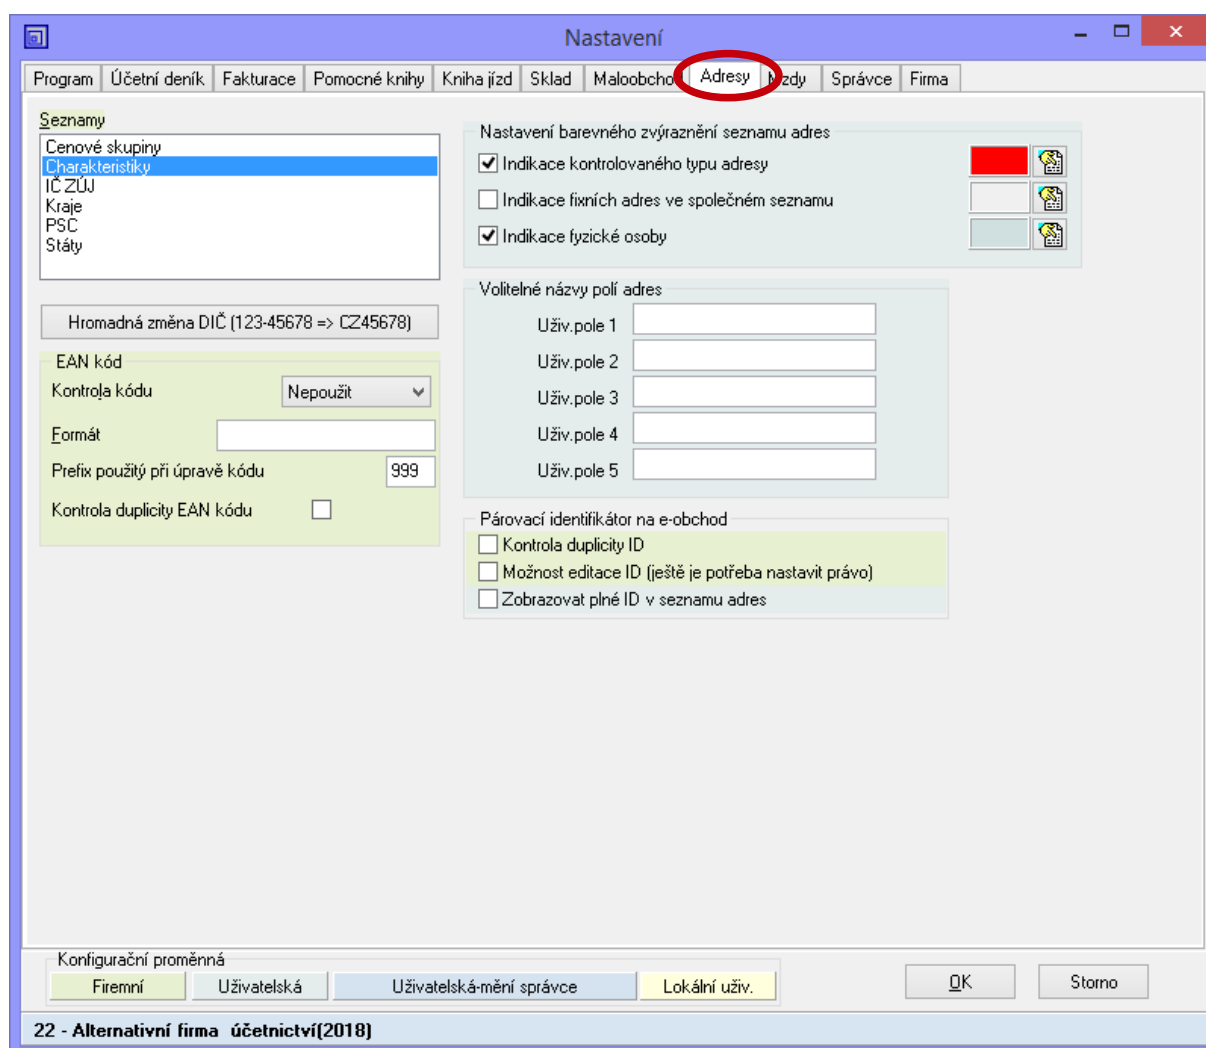 Nastavení
Program Účetní deník Fakturace Pomocné knihy Kniha jízd Sklad Maloobchod Adresy Mzdy Správce Firma
Seznamy
Cenové skupiny
Charakteristiky
IČ ZÚJ
Kraje
PSČ
Státy
Hromadná změna DIČ (123-45678 => CZ45678)
EAN kód
Kontrola kódu Nepoužit
Formát
Prefix použitý při úpravě kódu 999
Kontrola duplicity EAN kódu
Nastavení barevného zvýraznění seznamu adres
Indikace kontrolovaného typu adresy
Indikace fixních adres ve společném seznamu
Indikace fyzické osoby
Volitelné názvy polí adres
Uživ.pole 1
Uživ.pole 2
Uživ.pole 3
Uživ.pole 4
Uživ.pole 5
Párovací identifikátor na e-obchod
Kontrola duplicity ID
Možnost editace ID (ještě je potřeba nastavit právo)
Zobrazovat plné ID v seznamu adres
Konfigurační proměnná
Firemní Uživatelská Uživatelská-mění správce Lokální uživ.
OK Storno
22 - Alternativní firma účetnictví(2018)